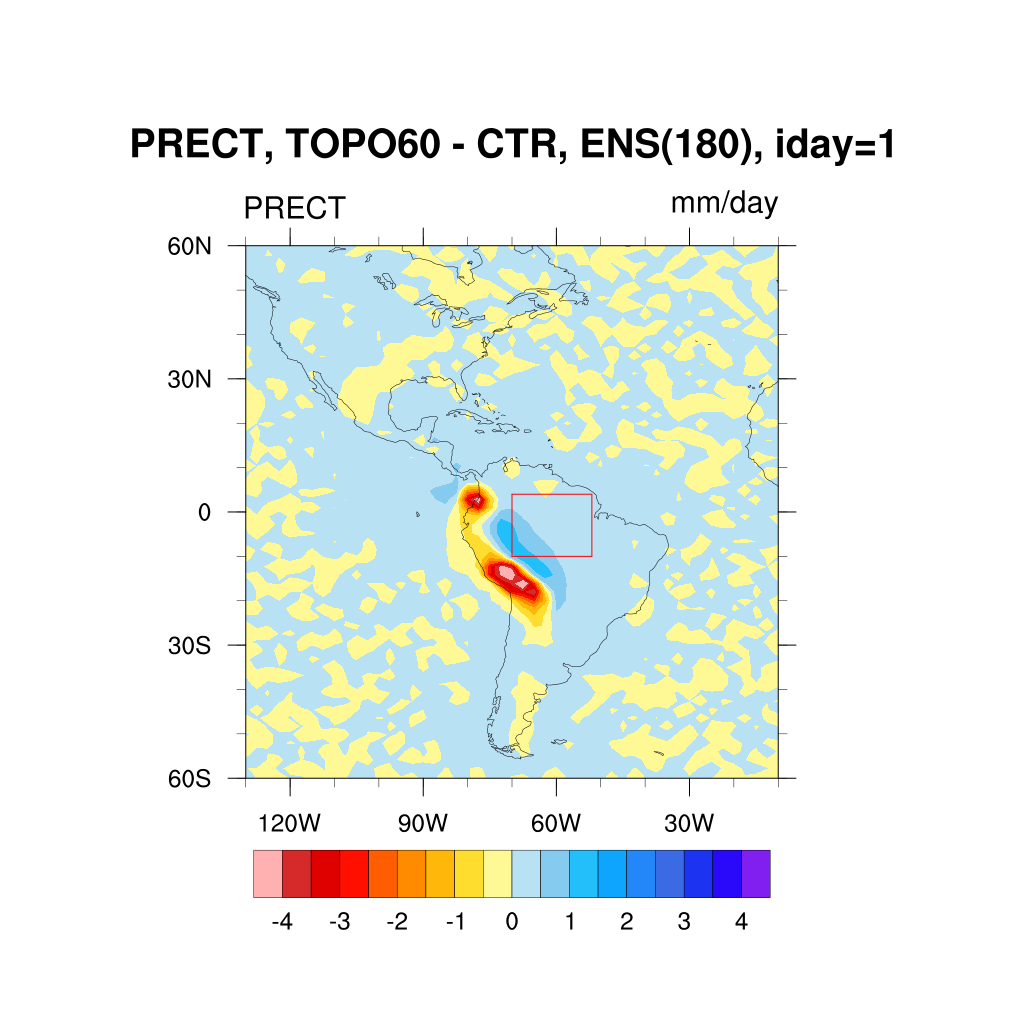 PRECT, TOPO60 - CTR, ENS(180), iday=1
PRECT mm/day
60N
30N
0
30S
60S
120W 90W 60W 30W
-4 -3 -2 -1 0 1 2 3 4